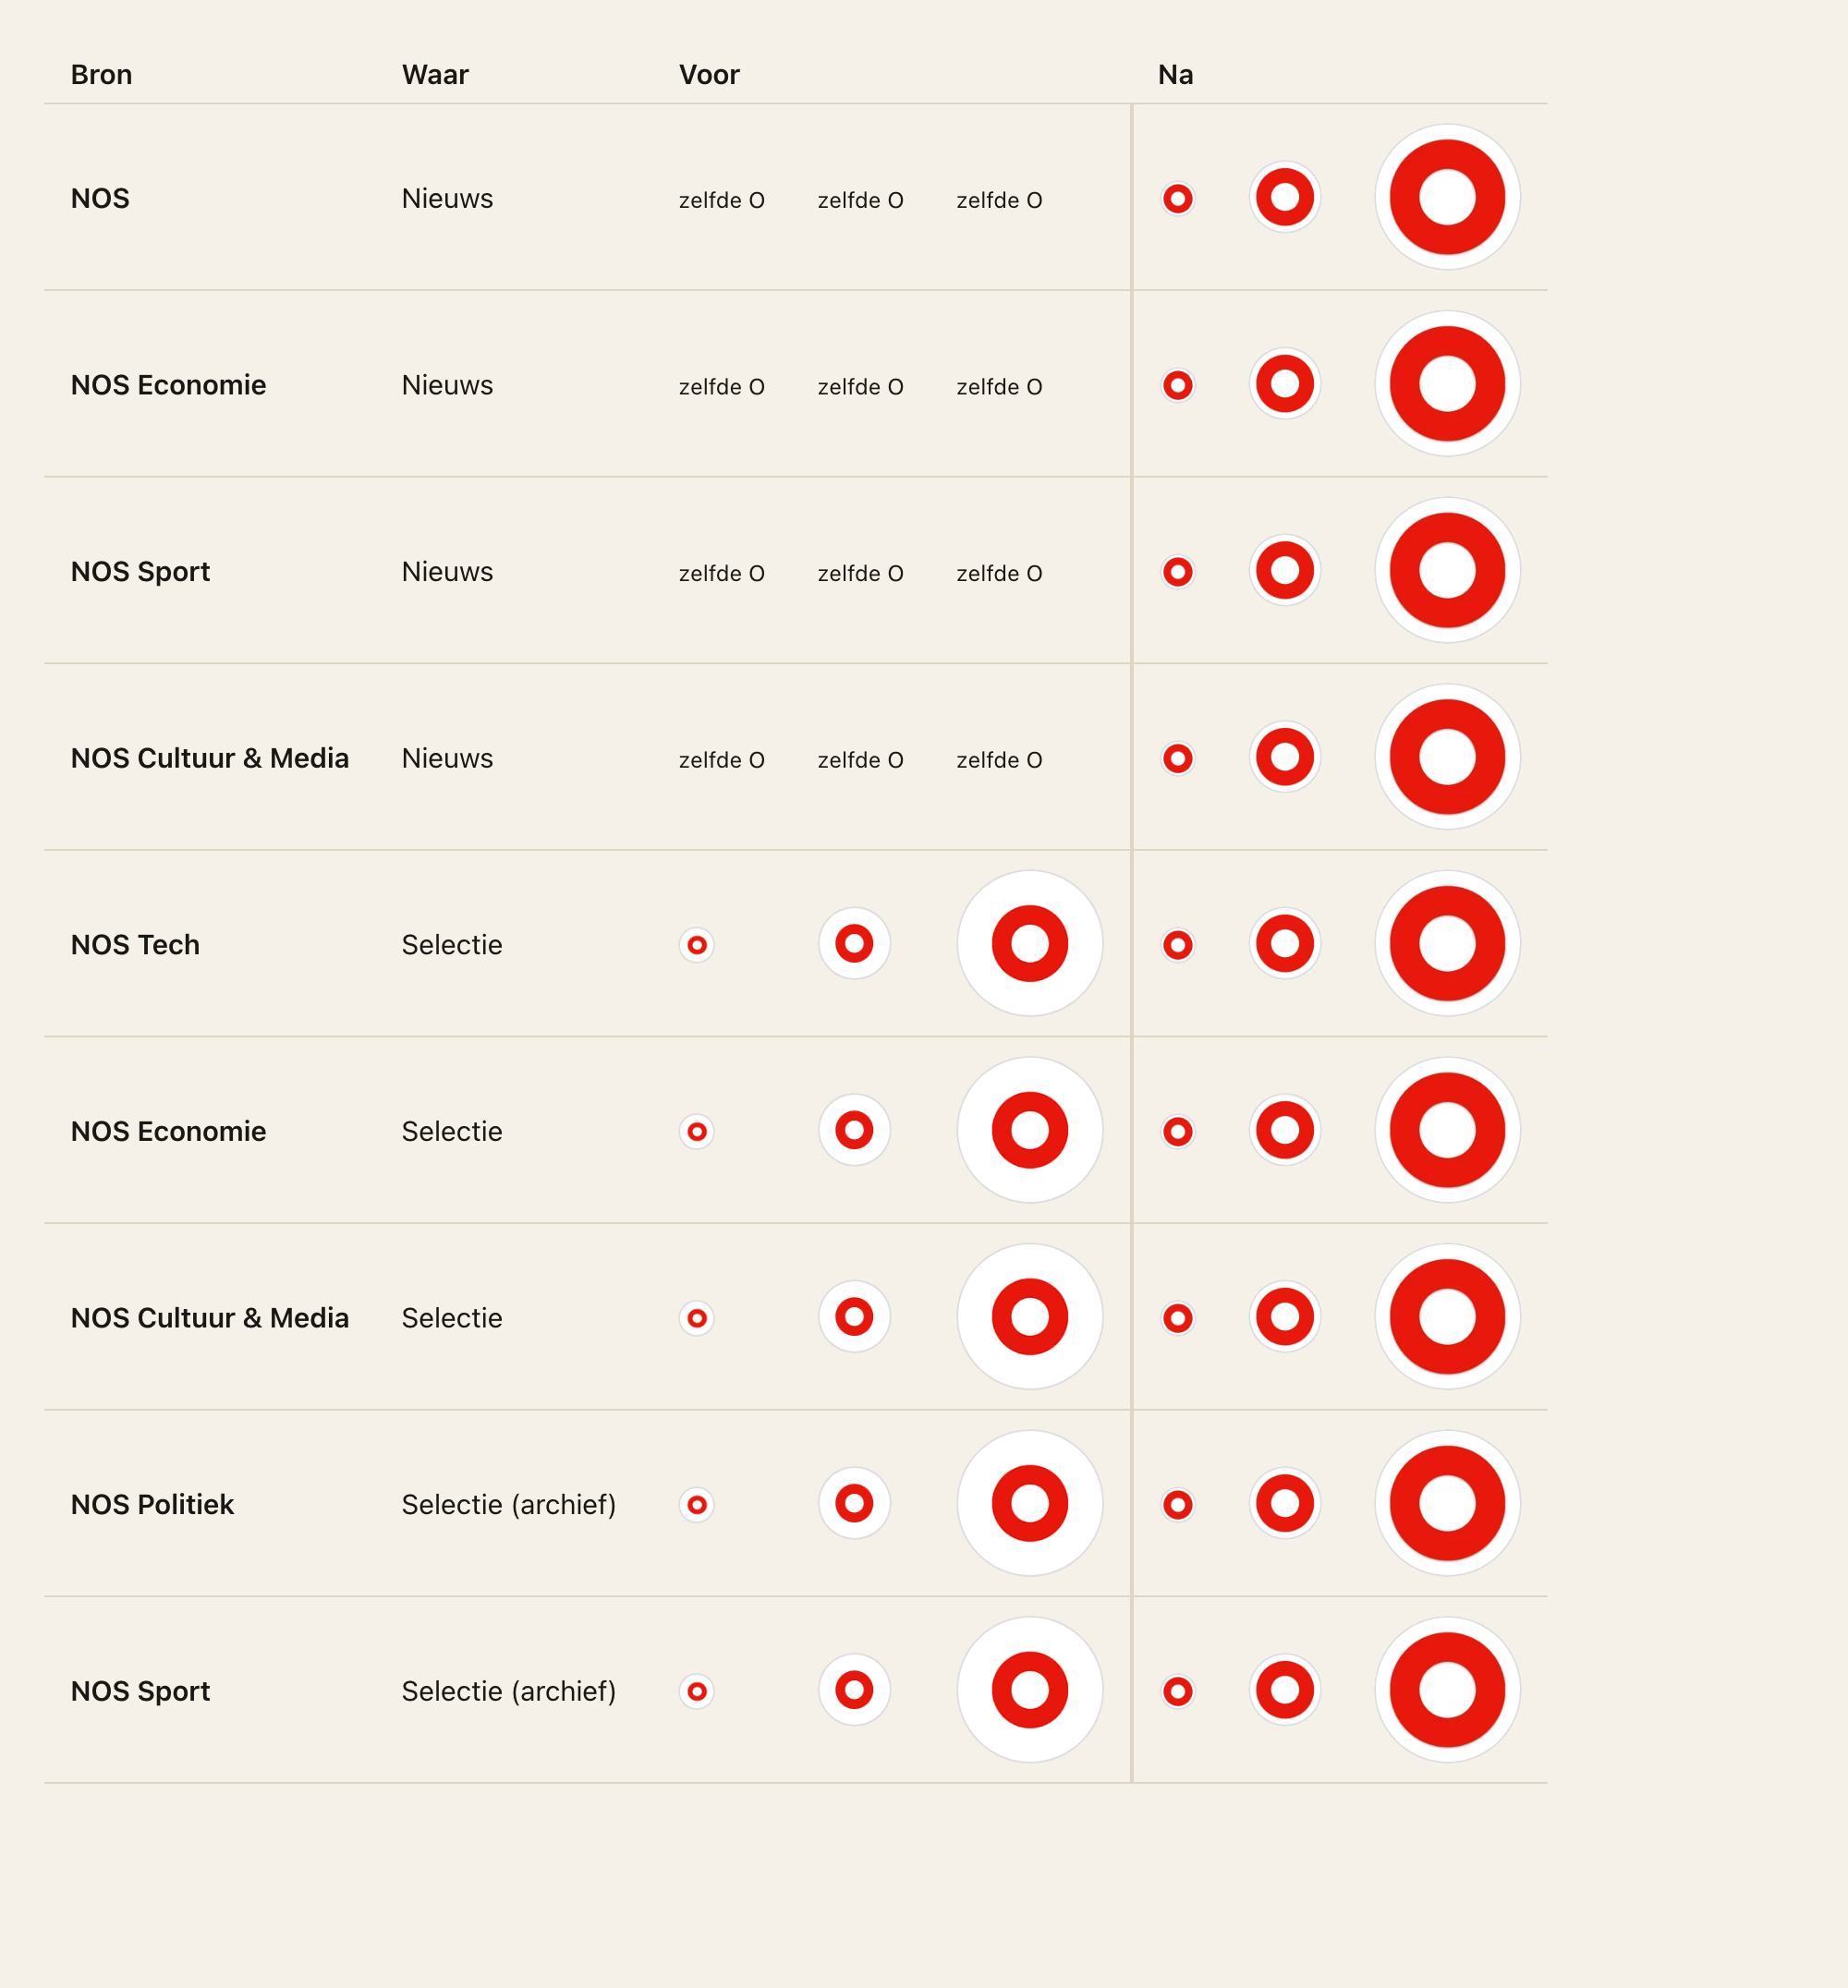 Bron Waar Voor Na
NOS Nieuws zelfde O zelfde O zelfde O
NOS Economie Nieuws zelfde O zelfde O zelfde O
NOS Sport Nieuws zelfde O zelfde O zelfde O
NOS Cultuur & Media Nieuws zelfde O zelfde O zelfde O
NOS Tech Selectie
NOS Economie Selectie
NOS Cultuur & Media Selectie
NOS Politiek Selectie (archief)
NOS Sport Selectie (archief)